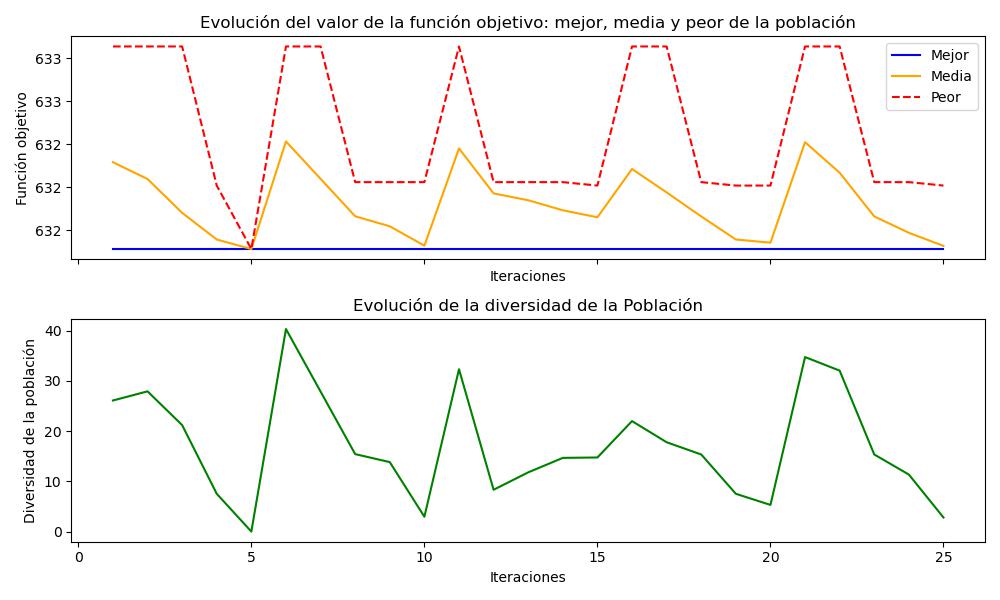 Evolución del valor de la función objetivo: mejor, media y peor de la población
633
633
632
632
632
Función objetivo
Mejor
Media
Peor
Iteraciones
Evolución de la diversidad de la Población
40
30
20
10
0
Diversidad de la población
0 5 10 15 20 25
Iteraciones